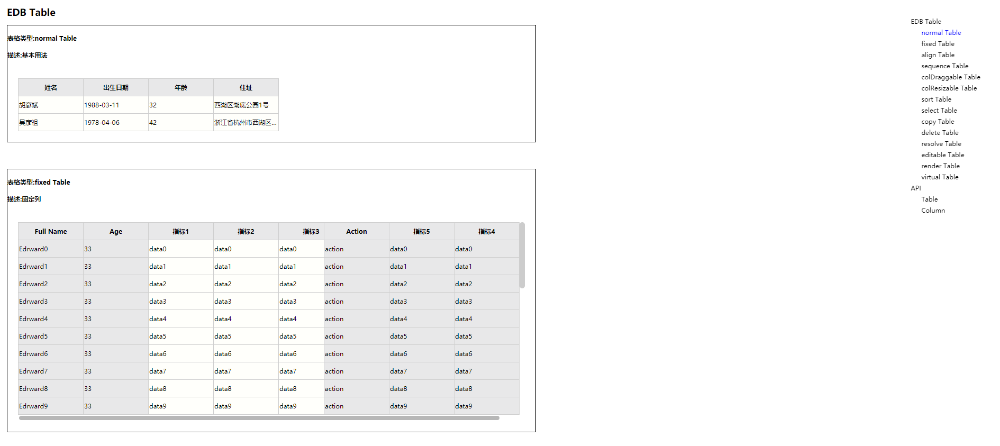 EDB Table
表格类型:normal Table
描述:基本用法
姓名 出生日期 年龄 住址
胡彦斌 1988-03-11 32 西湖区湖底公园1号
吴彦祖 1978-04-06 42 浙江省杭州市西湖区...
表格类型:fixed Table
描述:固定列
Full Name Age 指标1 指标2 指标3 Action 指标5 指标4
Edrward0 33 data0 data0 data0 action data0 data0
Edrward1 33 data1 data1 data1 action data1 data1
Edrward2 33 data2 data2 data2 action data2 data2
Edrward3 33 data3 data3 data3 action data3 data3
Edrward4 33 data4 data4 data4 action data4 data4
Edrward5 33 data5 data5 data5 action data5 data5
Edrward6 33 data6 data6 data6 action data6 data6
Edrward7 33 data7 data7 data7 action data7 data7
Edrward8 33 data8 data8 data8 action data8 data8
Edrward9 33 data9 data9 data9 action data9 data9
EDB Table
normal Table
fixed Table
align Table
sequence Table
colDraggable Table
colResizable Table
sort Table
select Table
copy Table
delete Table
resolve Table
editable Table
render Table
virtual Table
API
Table
Column